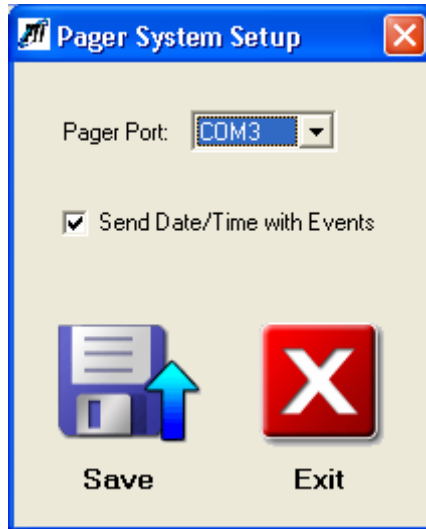 Pager System Setup
Pager Port: COM3
Send Date/Time with Events
Save Exit